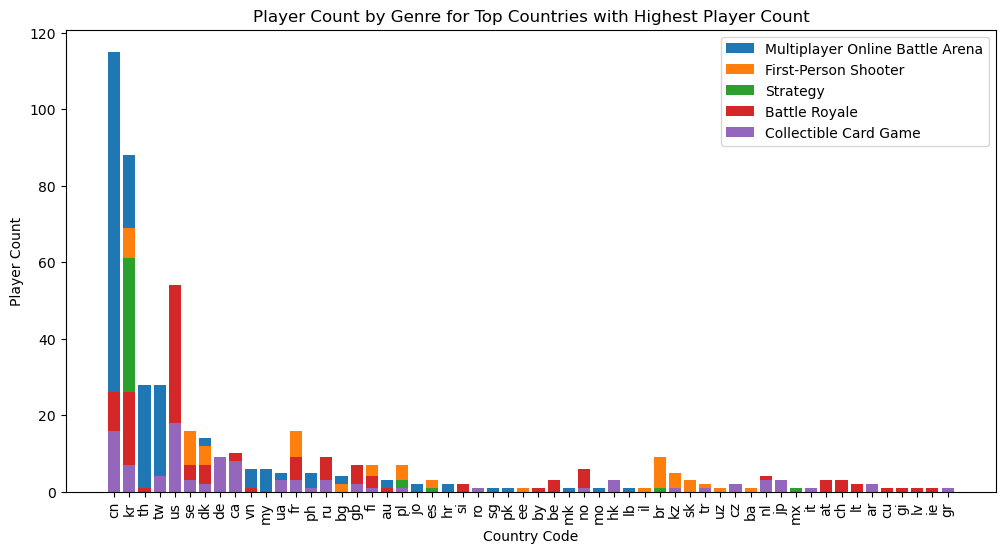 Player Count by Genre for Top Countries with Highest Player Count
120
100
80
60
40
20
0
Player Count
Multiplayer Online Battle Arena
First-Person Shooter
Strategy
Battle Royale
Collectible Card Game
cn kr th tw us se dk de ca vn my ua fr ph ru bg gb fi au pl jo es hr si ro sg pk ee by be mk no mo hk lb il br kz sk tr uz cz ba nl jp mx it at ch lt ar cu gi lv ie gr
Country Code